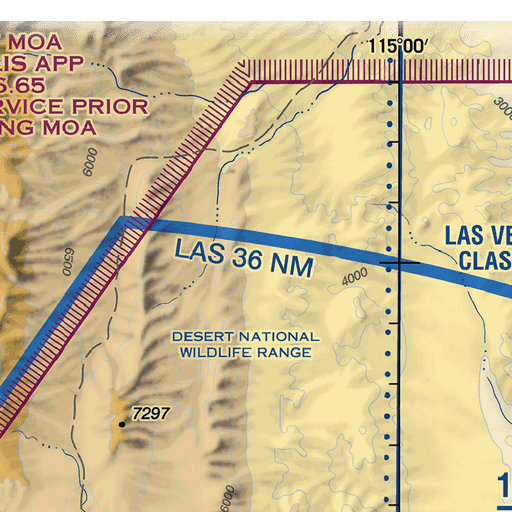 MOA
LIS APP
6.65
RVICE PRIOR
NG MOA
115°00'
3000
6000
6500
LAS 36 NM
4000
LAS VE
CLAS
DESERT NATIONAL
WILDLIFE RANGE
7297
6000
1